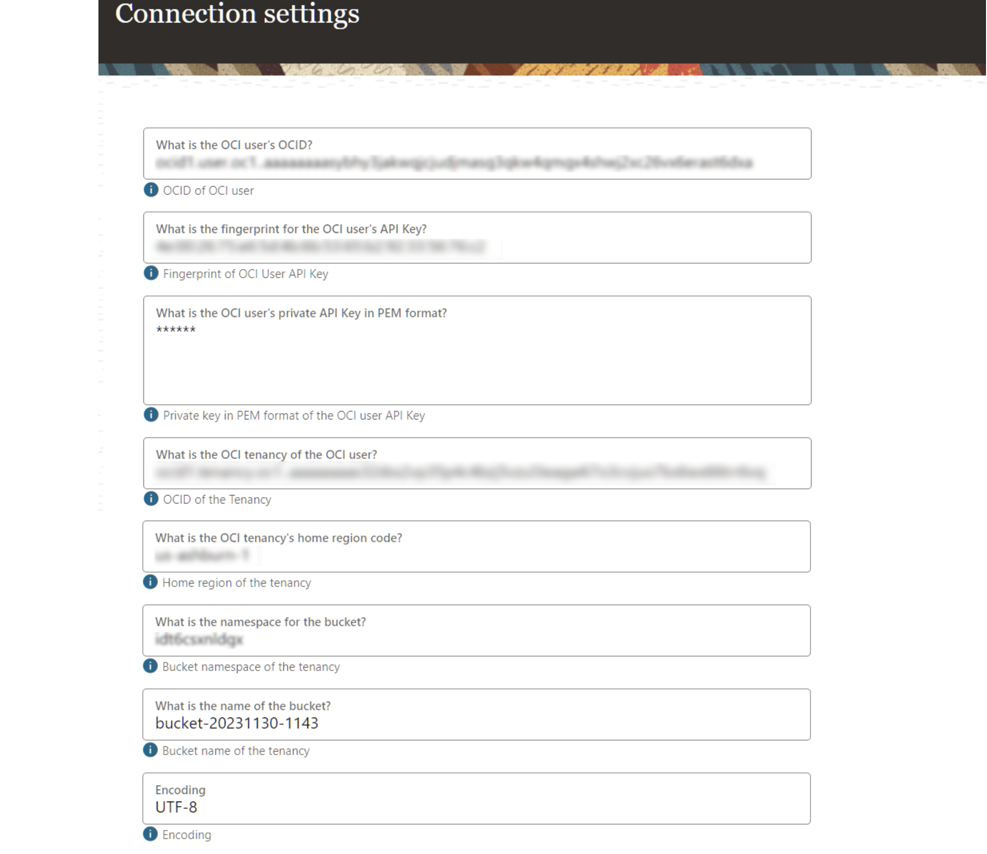 Connection settings
What is the OCI user's OCID?
OCID of OCI user
What is the fingerprint for the OCI user's API Key?
Fingerprint of OCI User API Key
What is the OCI user's private API Key in PEM format?
******
Private key in PEM format of the OCI user API Key
What is the OCI tenancy of the OCI user?
OCID of the Tenancy
What is the OCI tenancy's home region code?
Home region of the tenancy
What is the namespace for the bucket?
Bucket namespace of the tenancy
What is the name of the bucket?
bucket-20231130-1143
Bucket name of the tenancy
Encoding
UTF-8
Encoding